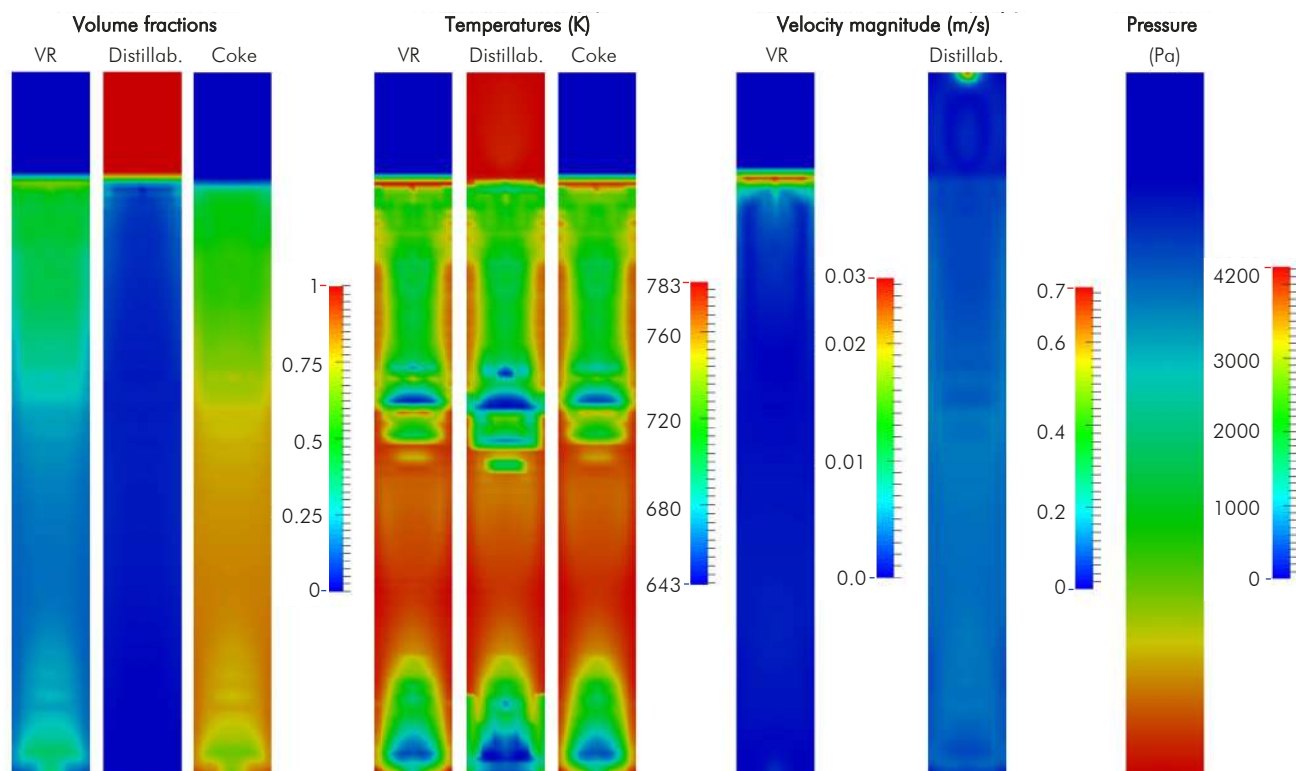 Volume fractions
Temperatures (K)
Velocity magnitude (m/s)
Pressure
VR
Distillab.
Coke
VR
Distillab.
Coke
VR
Distillab.
(Pa)
1
0.75
0.5
0.25
0
783
760
720
680
643
0.03
0.02
0.01
0.0
0.7
0.6
0.4
0.2
0
4200
3000
2000
1000
0